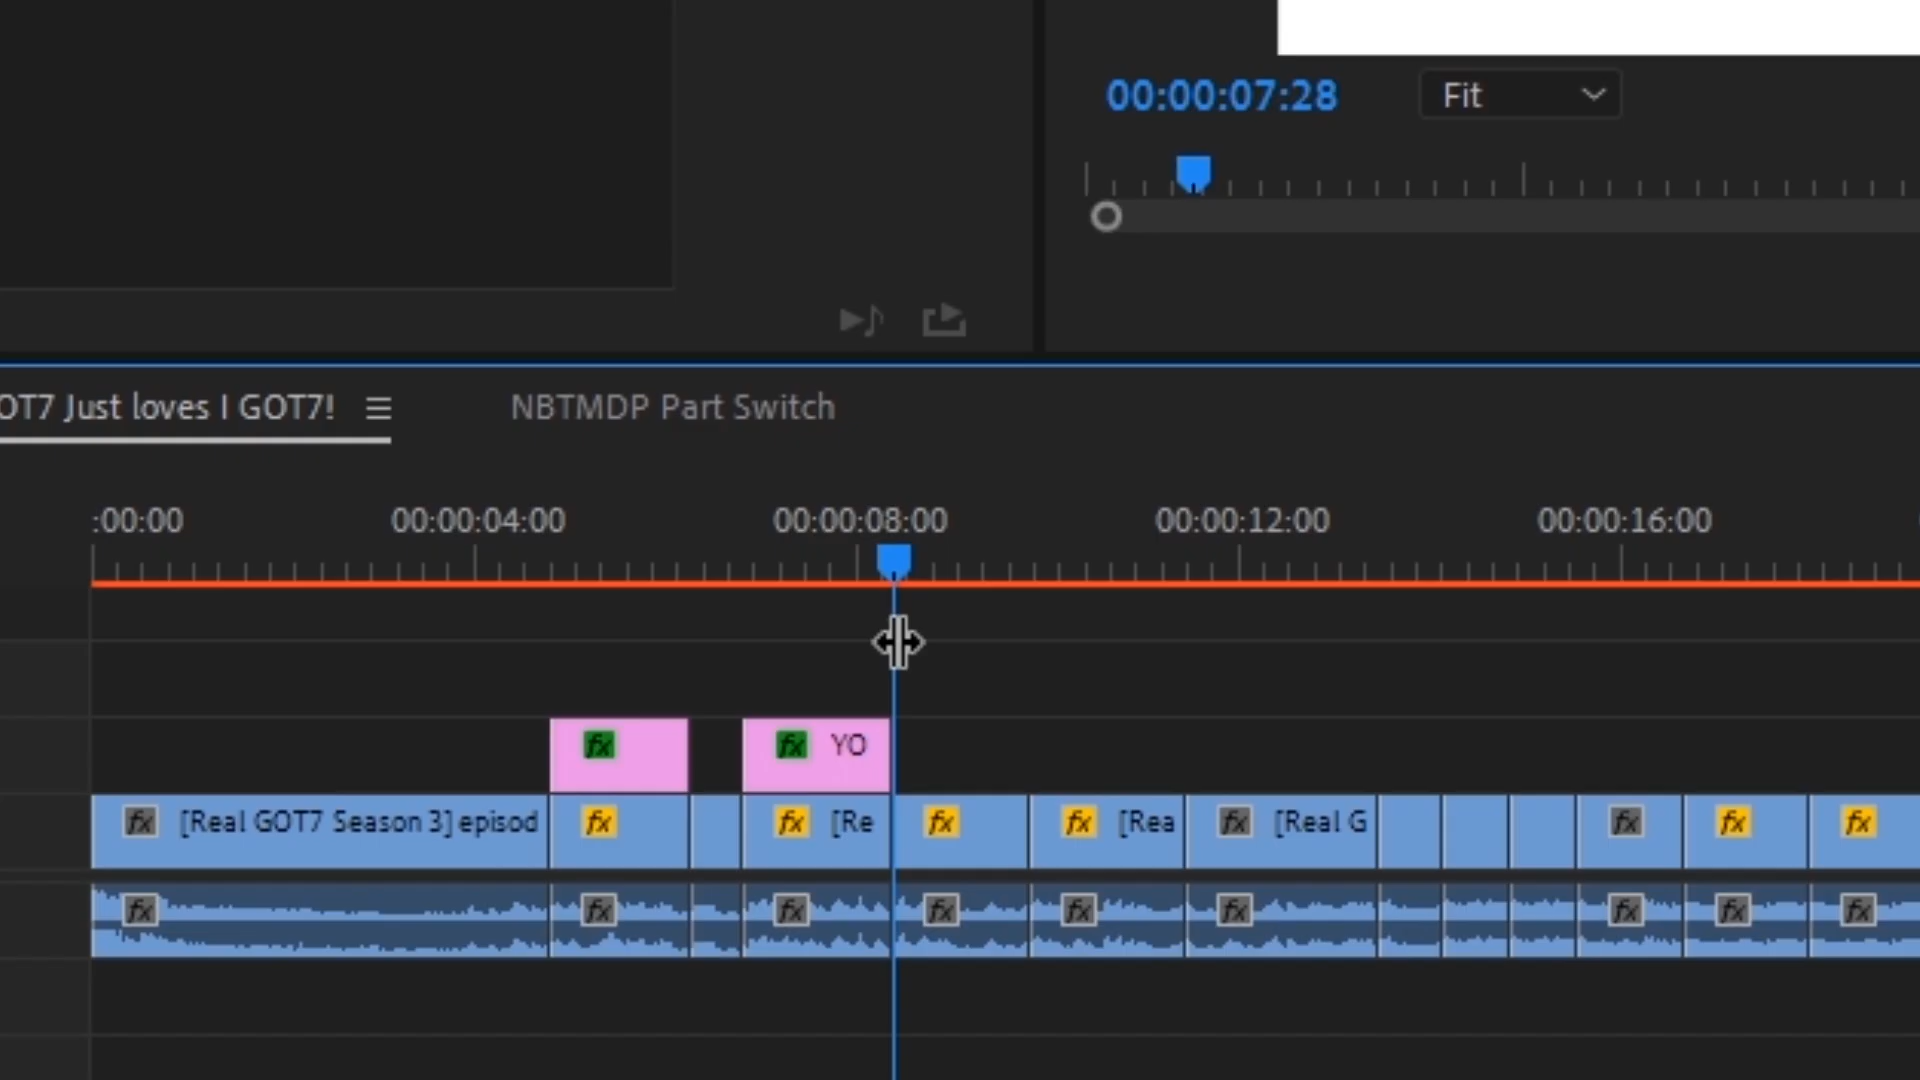 00:00:07:28
Fit
OT7 Just loves I GOT7!
NBTMDP Part Switch
:00:00 00:00:04:00 00:00:08:00 00:00:12:00 00:00:16:00
fx fx YO
fx [Real GOT7 Season 3] episod fx fx [Re fx fx [Rea fx [Real G fx fx fx
fx fx fx fx fx fx fx fx fx